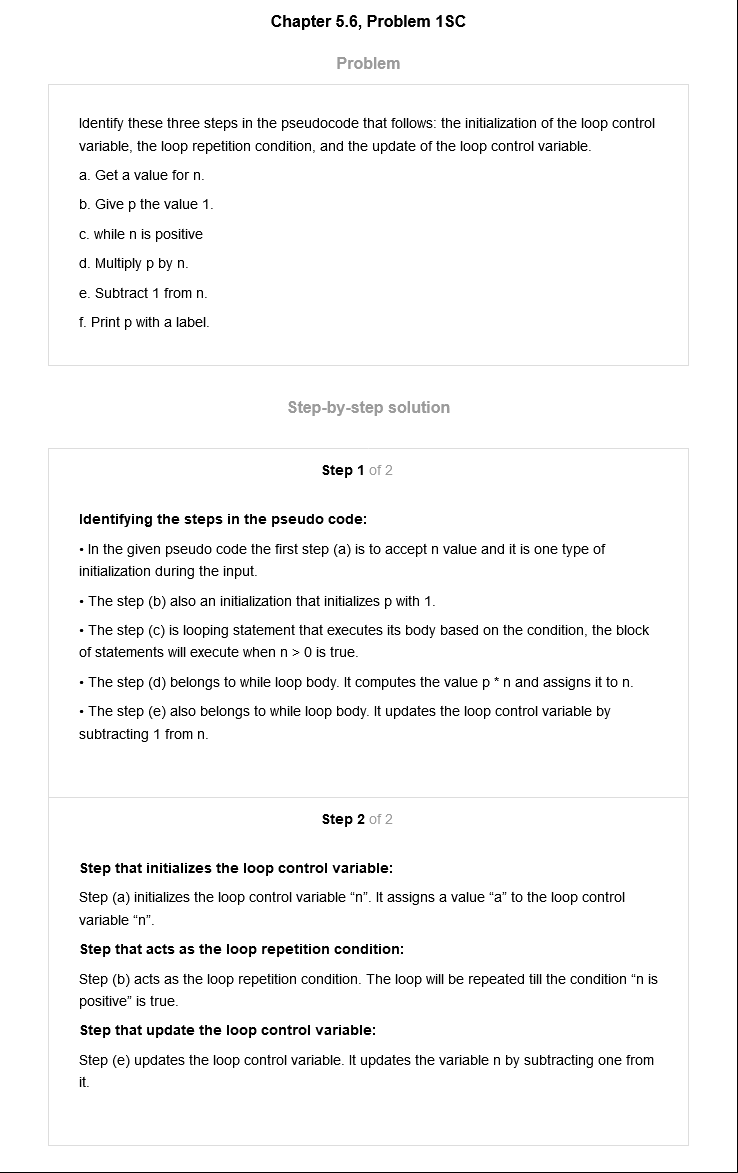 Chapter 5.6, Problem 1SC
Problem
Identify these three steps in the pseudocode that follows: the initialization of the loop control
variable, the loop repetition condition, and the update of the loop control variable.
a. Get a value for n.
b. Give p the value 1.
c. while n is positive
d. Multiply p by n.
e. Subtract 1 from n.
f. Print p with a label.
Step-by-step solution
Step 1 of 2
Identifying the steps in the pseudo code:
• In the given pseudo code the first step (a) is to accept n value and it is one type of
initialization during the input.
• The step (b) also an initialization that initializes p with 1.
• The step (c) is looping statement that executes its body based on the condition, the block
of statements will execute when n > 0 is true.
• The step (d) belongs to while loop body. It computes the value p * n and assigns it to n.
• The step (e) also belongs to while loop body. It updates the loop control variable by
subtracting 1 from n.
Step 2 of 2
Step that initializes the loop control variable:
Step (a) initializes the loop control variable “n”. It assigns a value “a” to the loop control
variable “n”.
Step that acts as the loop repetition condition:
Step (b) acts as the loop repetition condition. The loop will be repeated till the condition “n is
positive” is true.
Step that update the loop control variable:
Step (e) updates the loop control variable. It updates the variable n by subtracting one from
it.